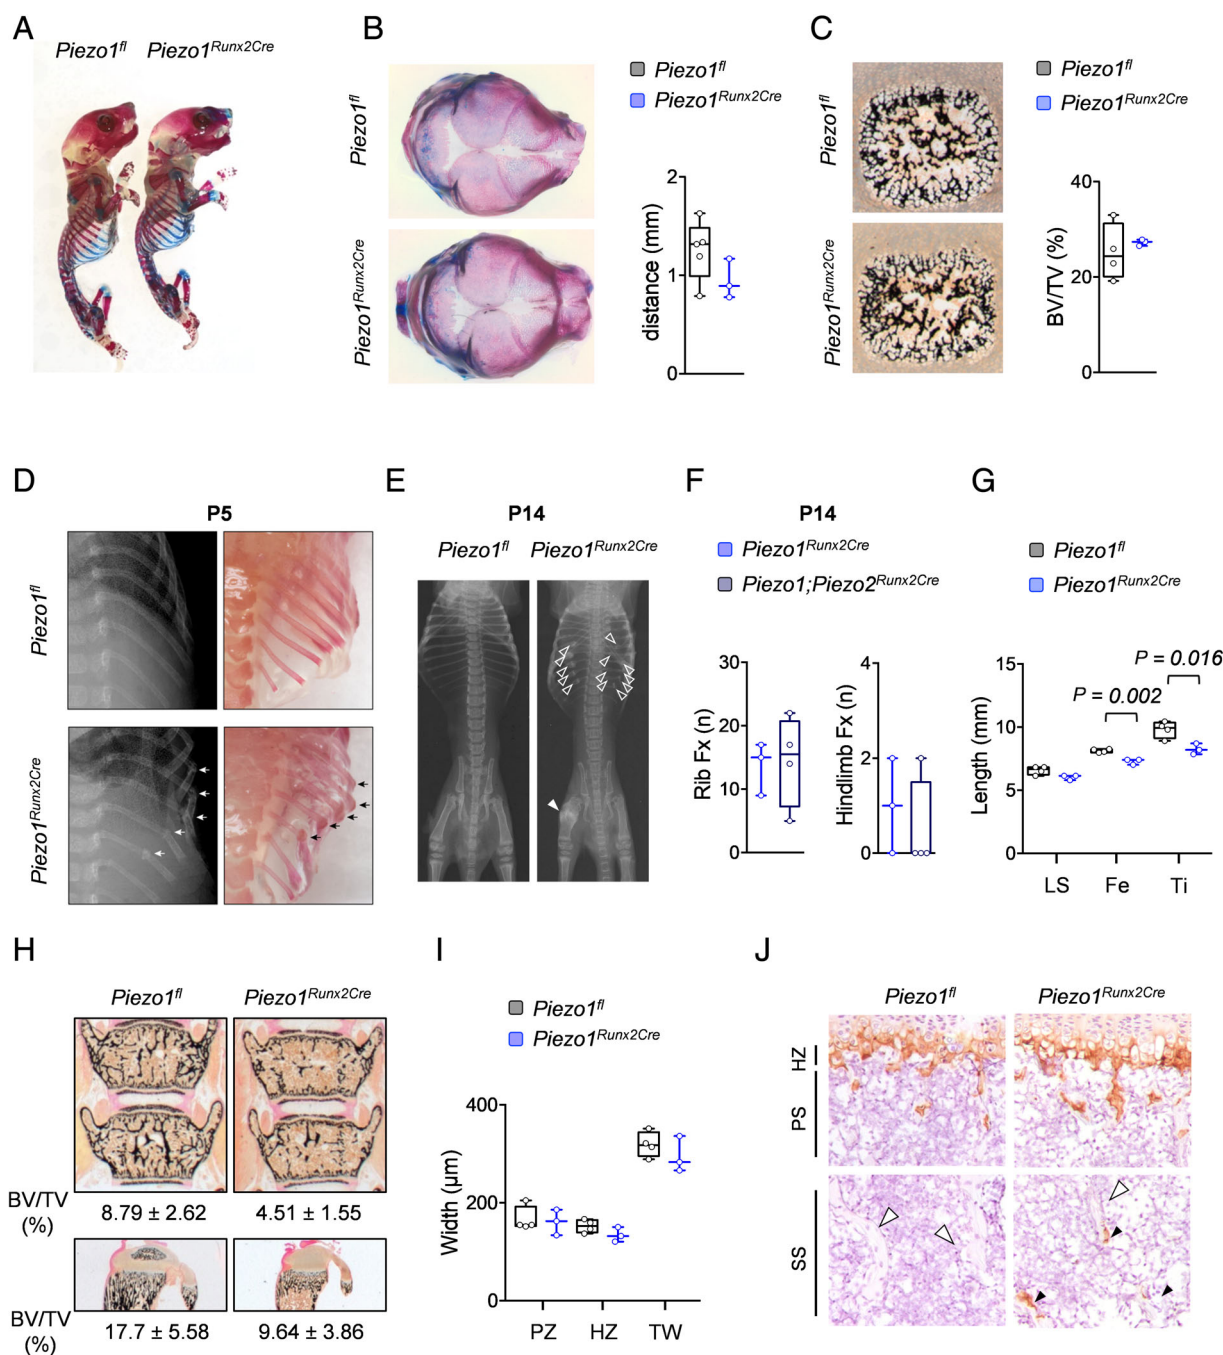 A
Piezo1fl Piezo1Runx2Cre
B
Piezo1fl
Piezo1Runx2Cre
Piezo1fl
Piezo1Runx2Cre
distance (mm)
2
1
0
C
Piezo1fl
Piezo1Runx2Cre
Piezo1fl
Piezo1Runx2Cre
BV/TV (%)
40
20
0
D
P5
Piezo1fl
Piezo1Runx2Cre
E
P14
Piezo1fl Piezo1Runx2Cre
F
P14
Piezo1Runx2Cre
Piezo1;Piezo2Runx2Cre
Rib Fx (n)
30
20
10
0
Hindlimb Fx (n)
4
2
0
G
Piezo1fl
Piezo1Runx2Cre
P = 0.016
P = 0.002
Length (mm)
15
10
5
0
LS Fe Ti
H
Piezo1fl Piezo1Runx2Cre
BV/TV
(%)
8.79 ± 2.62 4.51 ± 1.55
BV/TV
(%)
17.7 ± 5.58 9.64 ± 3.86
I
Piezo1fl
Piezo1Runx2Cre
Width (µm)
400
200
0
PZ HZ TW
J
Piezo1fl Piezo1Runx2Cre
HZ
PS
SS